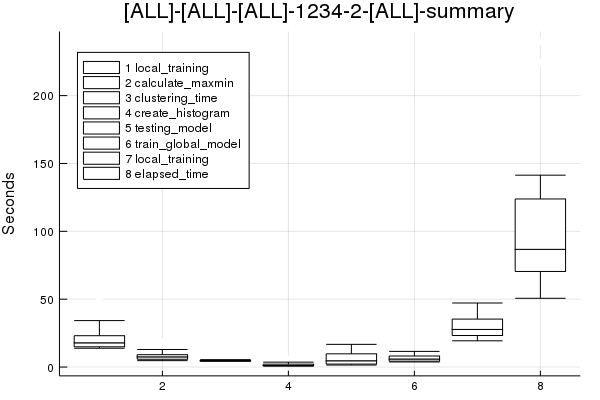 [ALL]-[ALL]-[ALL]-1234-2-[ALL]-summary
Seconds
200
150
100
50
0
1 local_training
2 calculate_maxmin
3 clustering_time
4 create_histogram
5 testing_model
6 train_global_model
7 local_training
8 elapsed_time
2 4 6 8